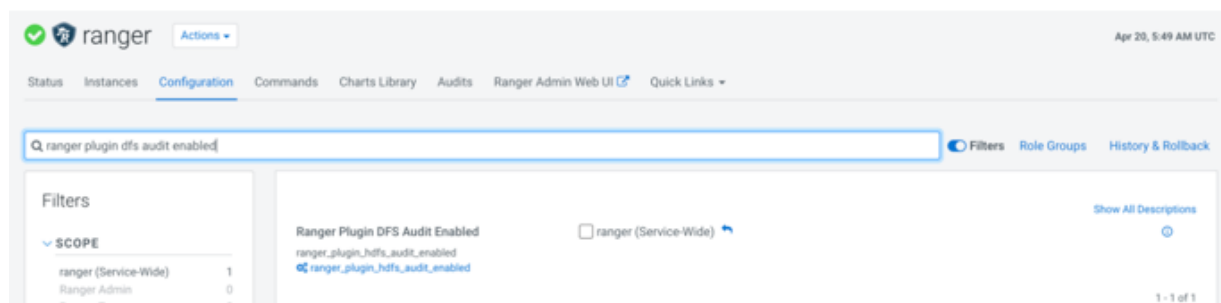 ranger Actions Apr 20, 5:49 AM UTC
Status Instances Configuration Commands Charts Library Audits Ranger Admin Web UI Quick Links
ranger plugin dfs audit enabled Filters Role Groups History & Rollback
Filters
Show All Descriptions
Ranger Plugin DFS Audit Enabled ranger (Service-Wide)
SCOPE
ranger_plugin_hdfs_audit_enabled
ranger_plugin_hdfs_audit_enabled
ranger (Service-Wide) 1
Ranger Admin 0
1 - 1 of 1